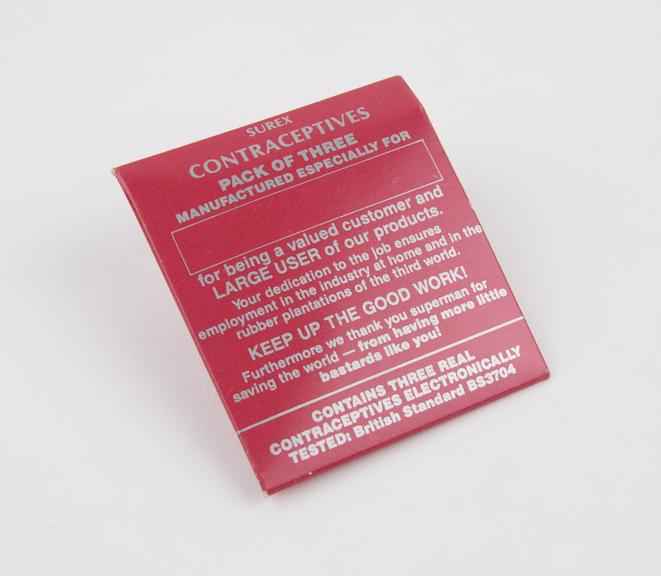 SUREX
CONTRACEPTIVES
PACK OF THREE
MANUFACTURED ESPECIALLY FOR
for being a valued customer and
LARGE USER of our products.
Your dedication to the job ensures
employment in the industry at home and in the
rubber plantations of the third world.
KEEP UP THE GOOD WORK!
Furthermore we thank you superman for
saving the world – from having more little
bastards like you!
CONTAINS THREE REAL
CONTRACEPTIVES ELECTRONICALLY
TESTED: British Standard BS3704